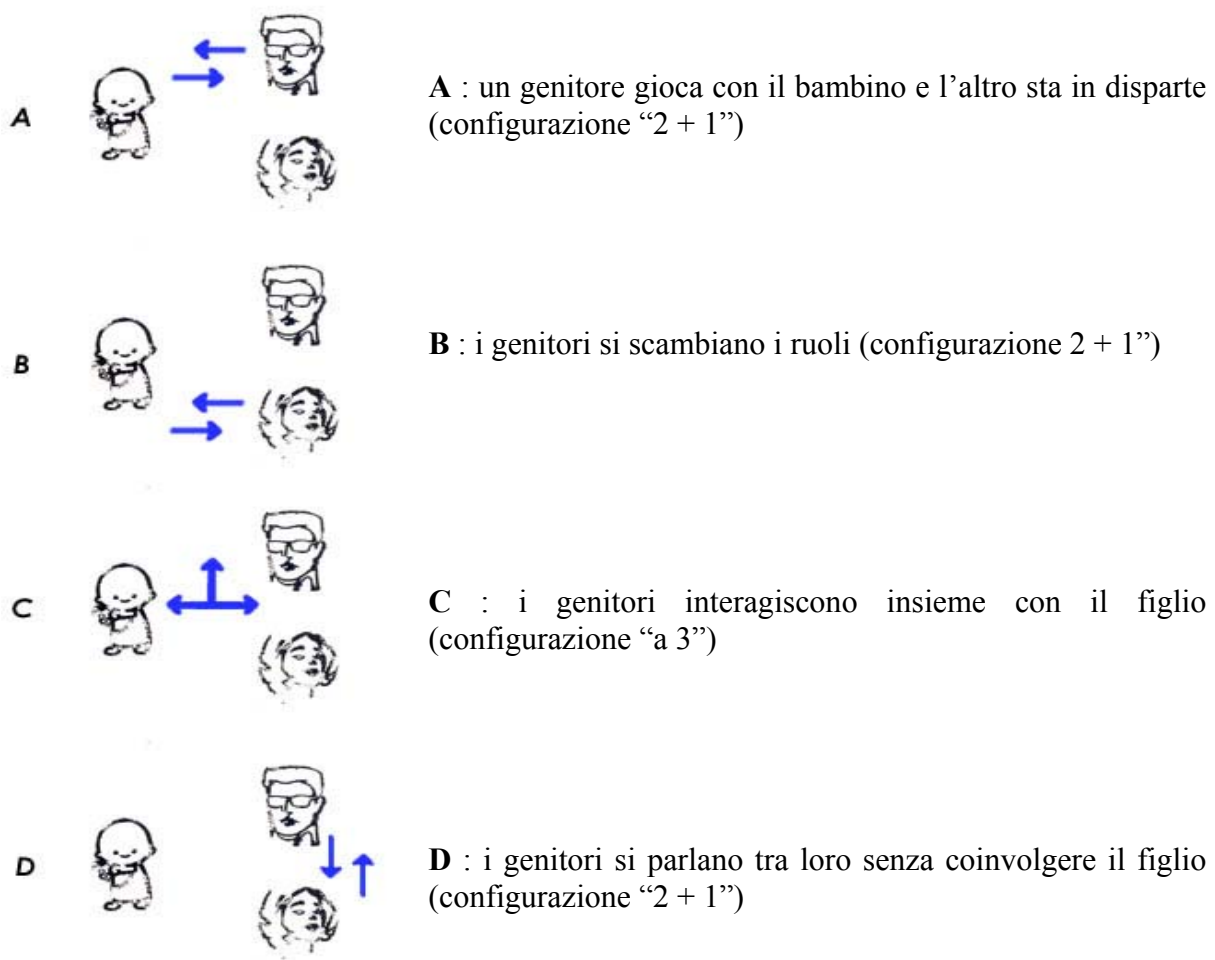 A
A : un genitore gioca con il bambino e l’altro sta in disparte
(configurazione “2 + 1”)
B
B : i genitori si scambiano i ruoli (configurazione 2 + 1”)
C
C : i genitori interagiscono insieme con il figlio
(configurazione “a 3”)
D
D : i genitori si parlano tra loro senza coinvolgere il figlio
(configurazione “2 + 1”)